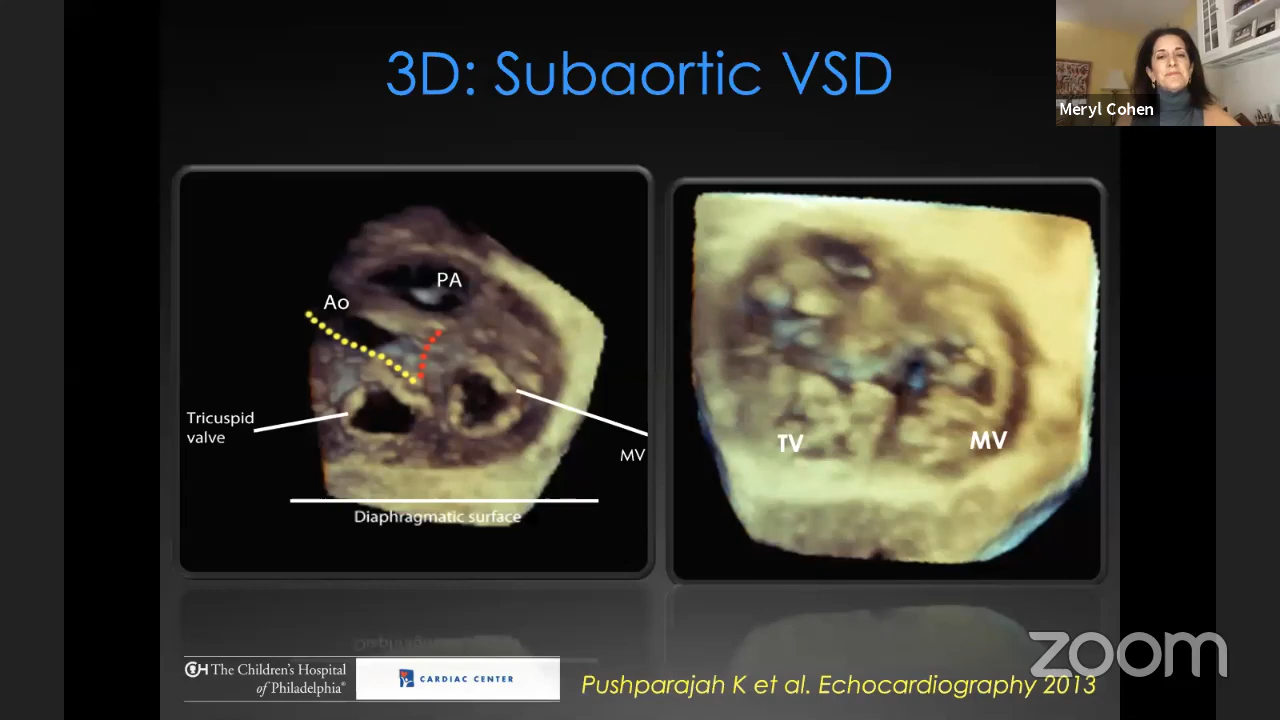 3D: Subaortic VSD
Meryl Cohen
PA
Ao
Tricuspid
valve
MV
Diaphragmatic surface
TV
MV
The Children's Hospital
of Philadelphia®
CARDIAC CENTER
Pushparajah K et al. Echocardiography 2013
zoom